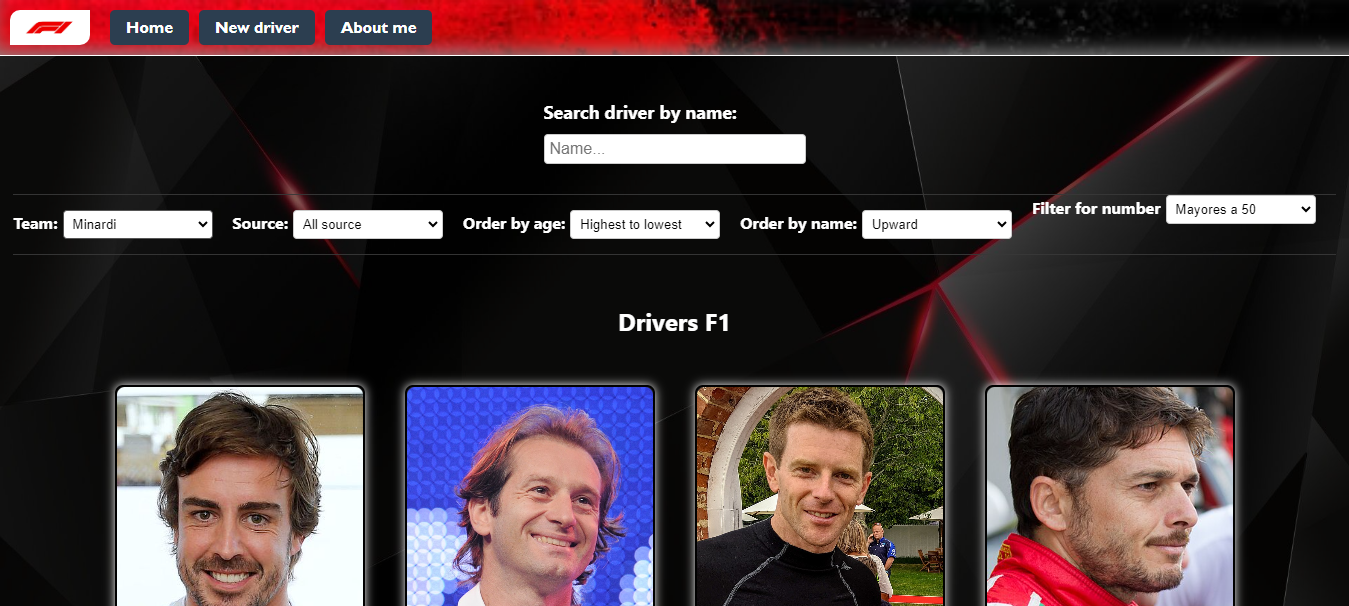 F1 Home New driver About me
Search driver by name:
Name...
Team: Minardi Source: All source Order by age: Highest to lowest Order by name: Upward Filter for number Mayores a 50
Drivers F1